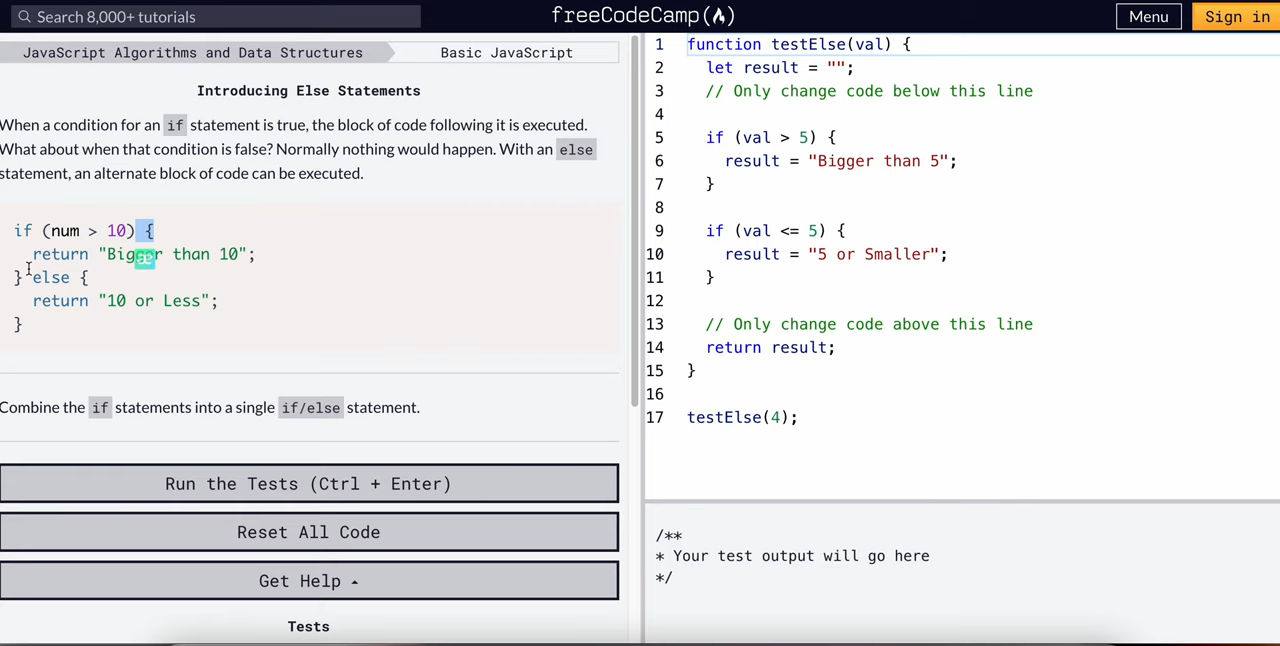 Search 8,000+ tutorials
freeCodeCamp
Menu
Sign in
JavaScript Algorithms and Data Structures
Basic JavaScript
Introducing Else Statements
When a condition for an if statement is true, the block of code following it is executed.
What about when that condition is false? Normally nothing would happen. With an else
statement, an alternate block of code can be executed.
if (num > 10) {
return "Bigger than 10";
} else {
return "10 or Less";
}
Combine the if statements into a single if/else statement.
Run the Tests (Ctrl + Enter)
Reset All Code
Get Help
Tests
1 function testElse(val) {
2 let result = "";
3 // Only change code below this line
4
5 if (val > 5) {
6 result = "Bigger than 5";
7 }
8
9 if (val <= 5) {
10 result = "5 or Smaller";
11 }
12
13 // Only change code above this line
14 return result;
15 }
16
17 testElse(4);
/**
* Your test output will go here
*/